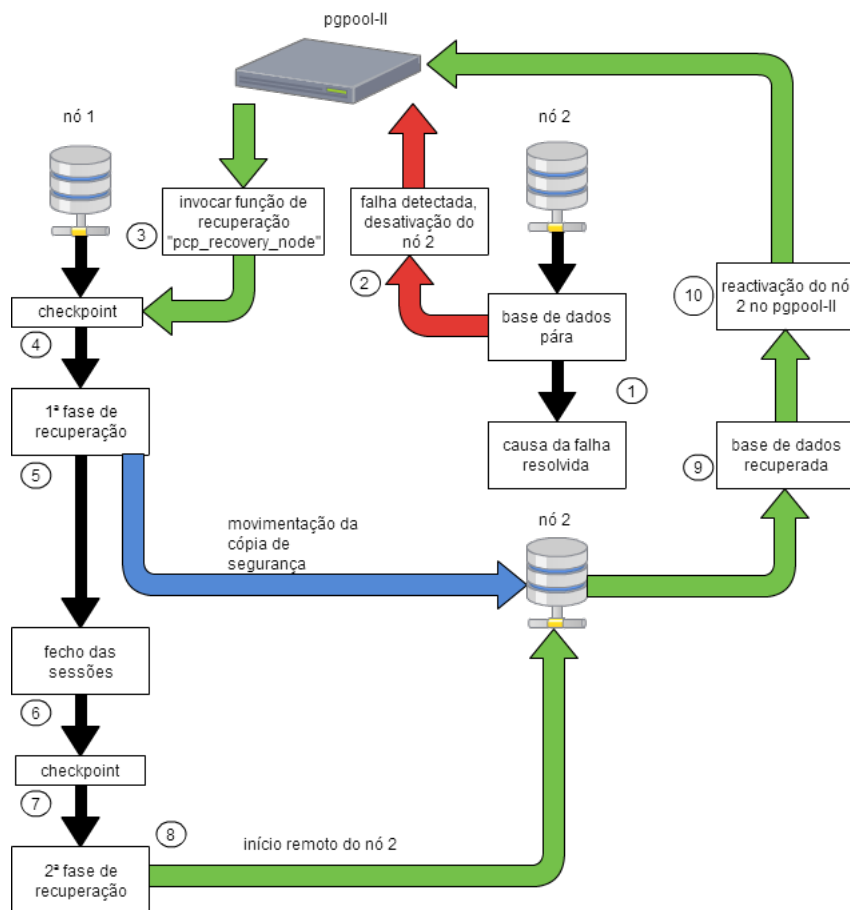 pgpool-II
nó 1
nó 2
3
invocar função de
recuperação
"pcp_recovery_node"
falha detectada,
desativação do
nó 2
2
10
reactivação do nó
2 no pgpool-II
checkpoint
4
base de dados
pára
1
1ª fase de
recuperação
5
causa da falha
resolvida
9
base de dados
recuperada
movimentação da
cópia de
segurança
nó 2
fecho das
sessões
6
checkpoint
7
8
2ª fase de
recuperação
início remoto do nó 2